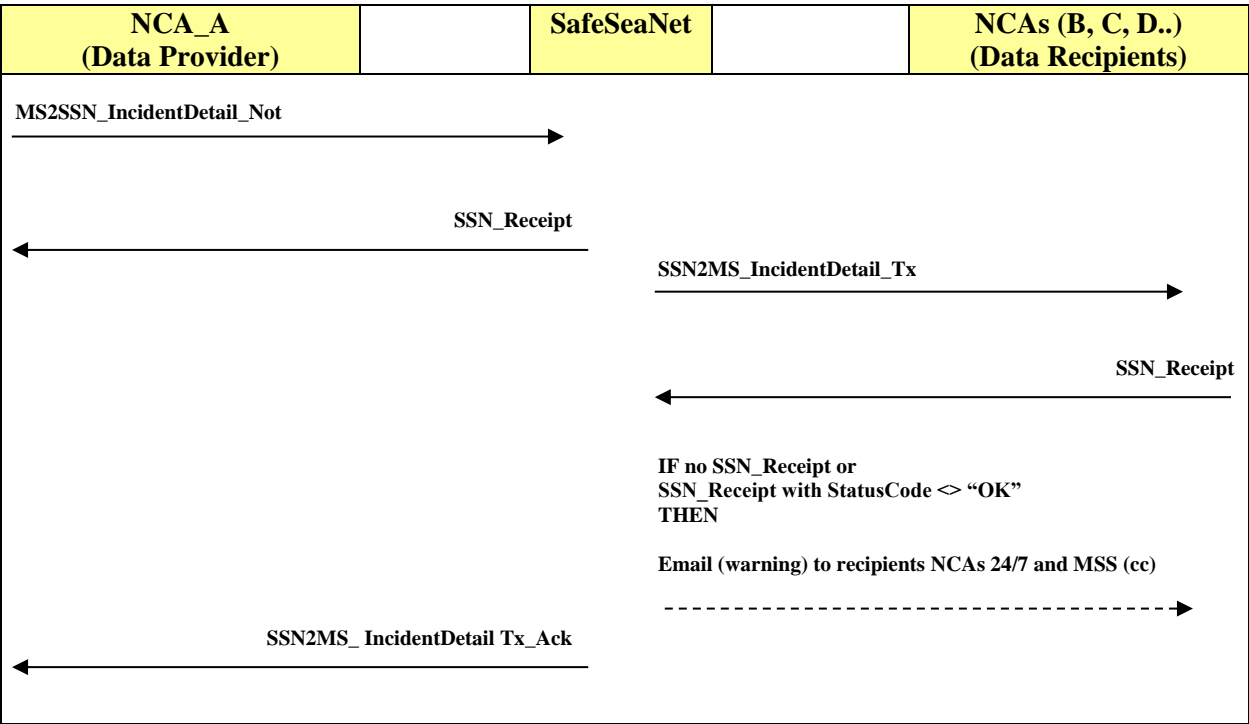 NCA_A
(Data Provider)
SafeSeaNet
NCAs (B, C, D..)
(Data Recipients)
MS2SSN_IncidentDetail_Not
SSN_Receipt
SSN2MS_IncidentDetail_Tx
SSN_Receipt
IF no SSN_Receipt or
SSN_Receipt with StatusCode <> “OK”
THEN
Email (warning) to recipients NCAs 24/7 and MSS (cc)
SSN2MS_ IncidentDetail Tx_Ack